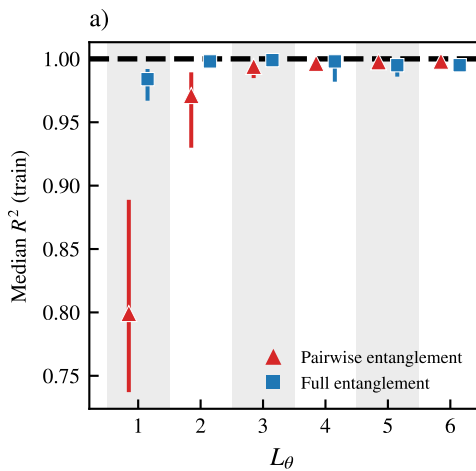 a)
1.00
0.95
0.90
0.85
0.80
0.75
Median R² (train)
Pairwise entanglement
Full entanglement
1 2 3 4 5 6
L_θ